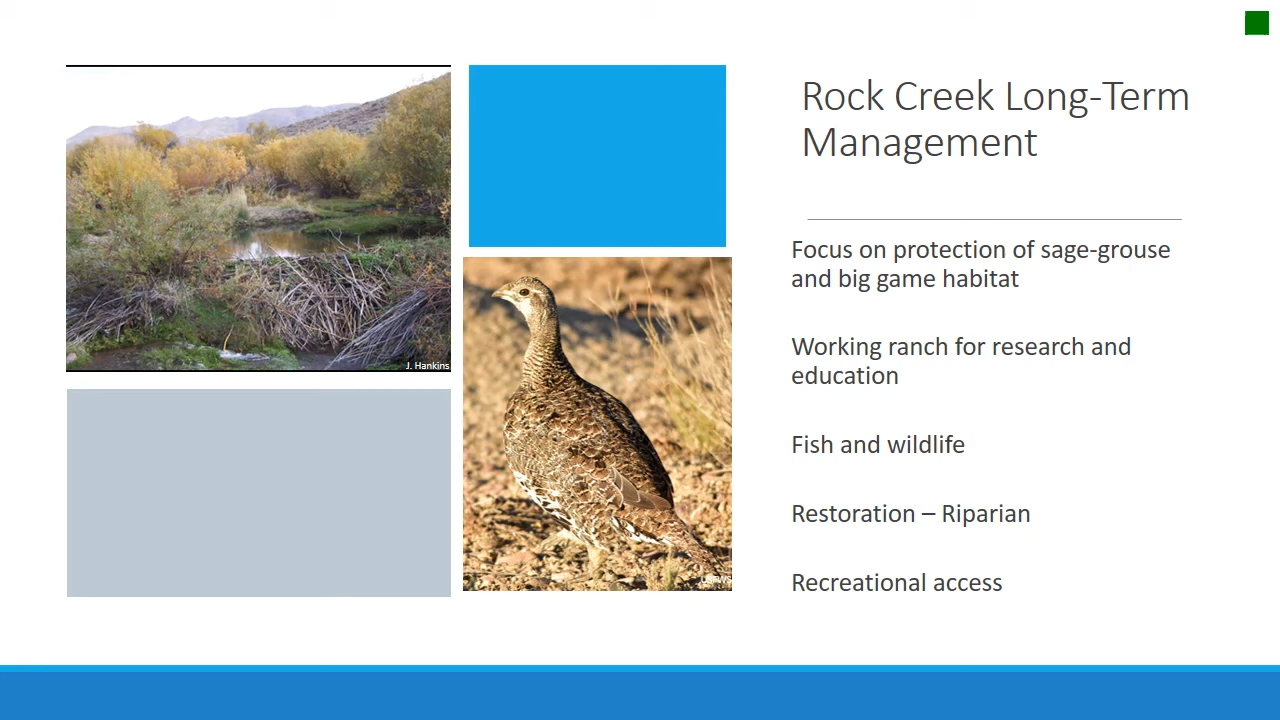 Rock Creek Long-Term
Management
Focus on protection of sage-grouse
and big game habitat
Working ranch for research and
education
Fish and wildlife
Restoration – Riparian
Recreational access
J. Hankins
USFWS